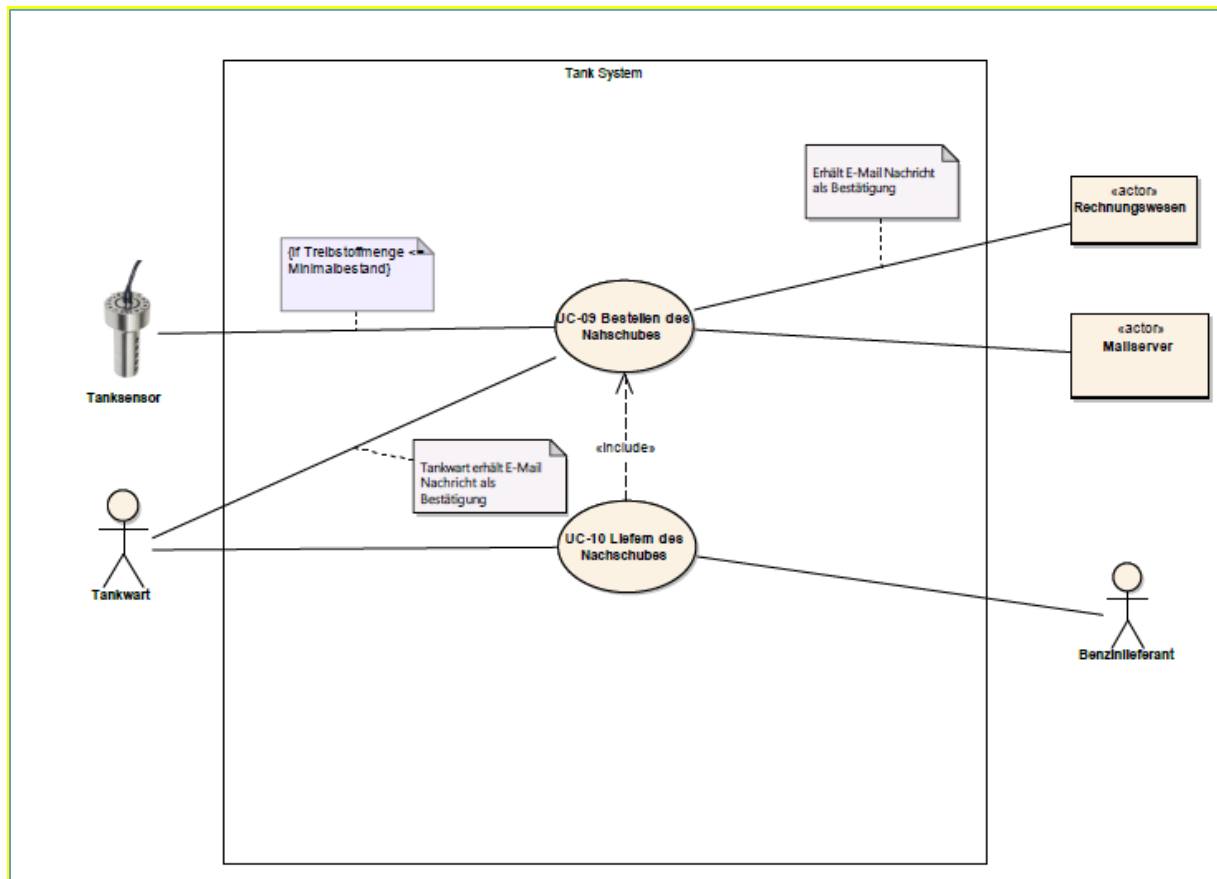 Tank System
Erhält E-Mail Nachricht
als Bestätigung
«actor»
Rechnungswesen
{If Treibstoffmenge <=
Minimalbestand}
UC-09 Bestellen des
Nahschubes
«actor»
Mailserver
Tanksensor
«include»
Tankwart erhält E-Mail
Nachricht als
Bestätigung
UC-10 Liefern des
Nachschubes
Tankwart
Benzinlieferant